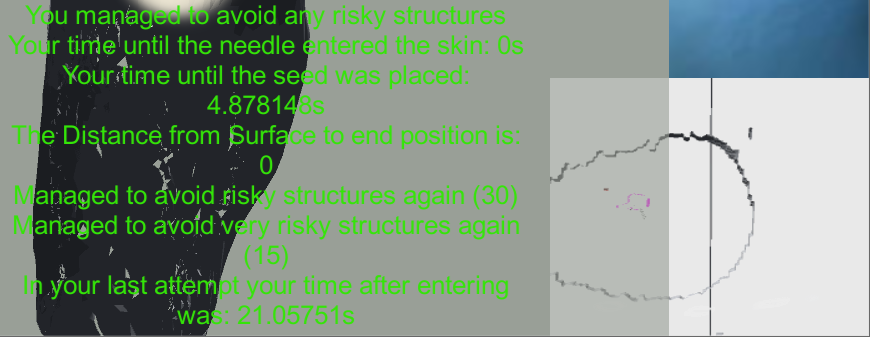 You managed to avoid any risky structures
Your time until the needle entered the skin: 0s
Your time until the seed was placed:
4.878148s
The Distance from Surface to end position is:
0
Managed to avoid risky structures again (30)
Managed to avoid very risky structures again
(15)
In your last attempt your time after entering
was: 21.05751s